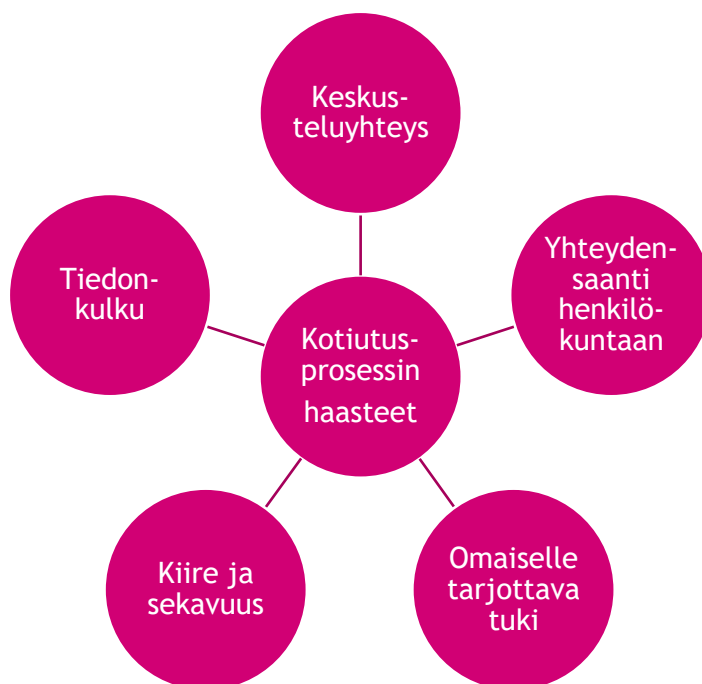 Keskus-
teluyhteys
Yhteyden-
saanti
henkilö-
kuntaan
Tiedon-
kulku
Kotiutus-
prosessin
haasteet
Omaiselle
tarjottava
tuki
Kiire ja
sekavuus